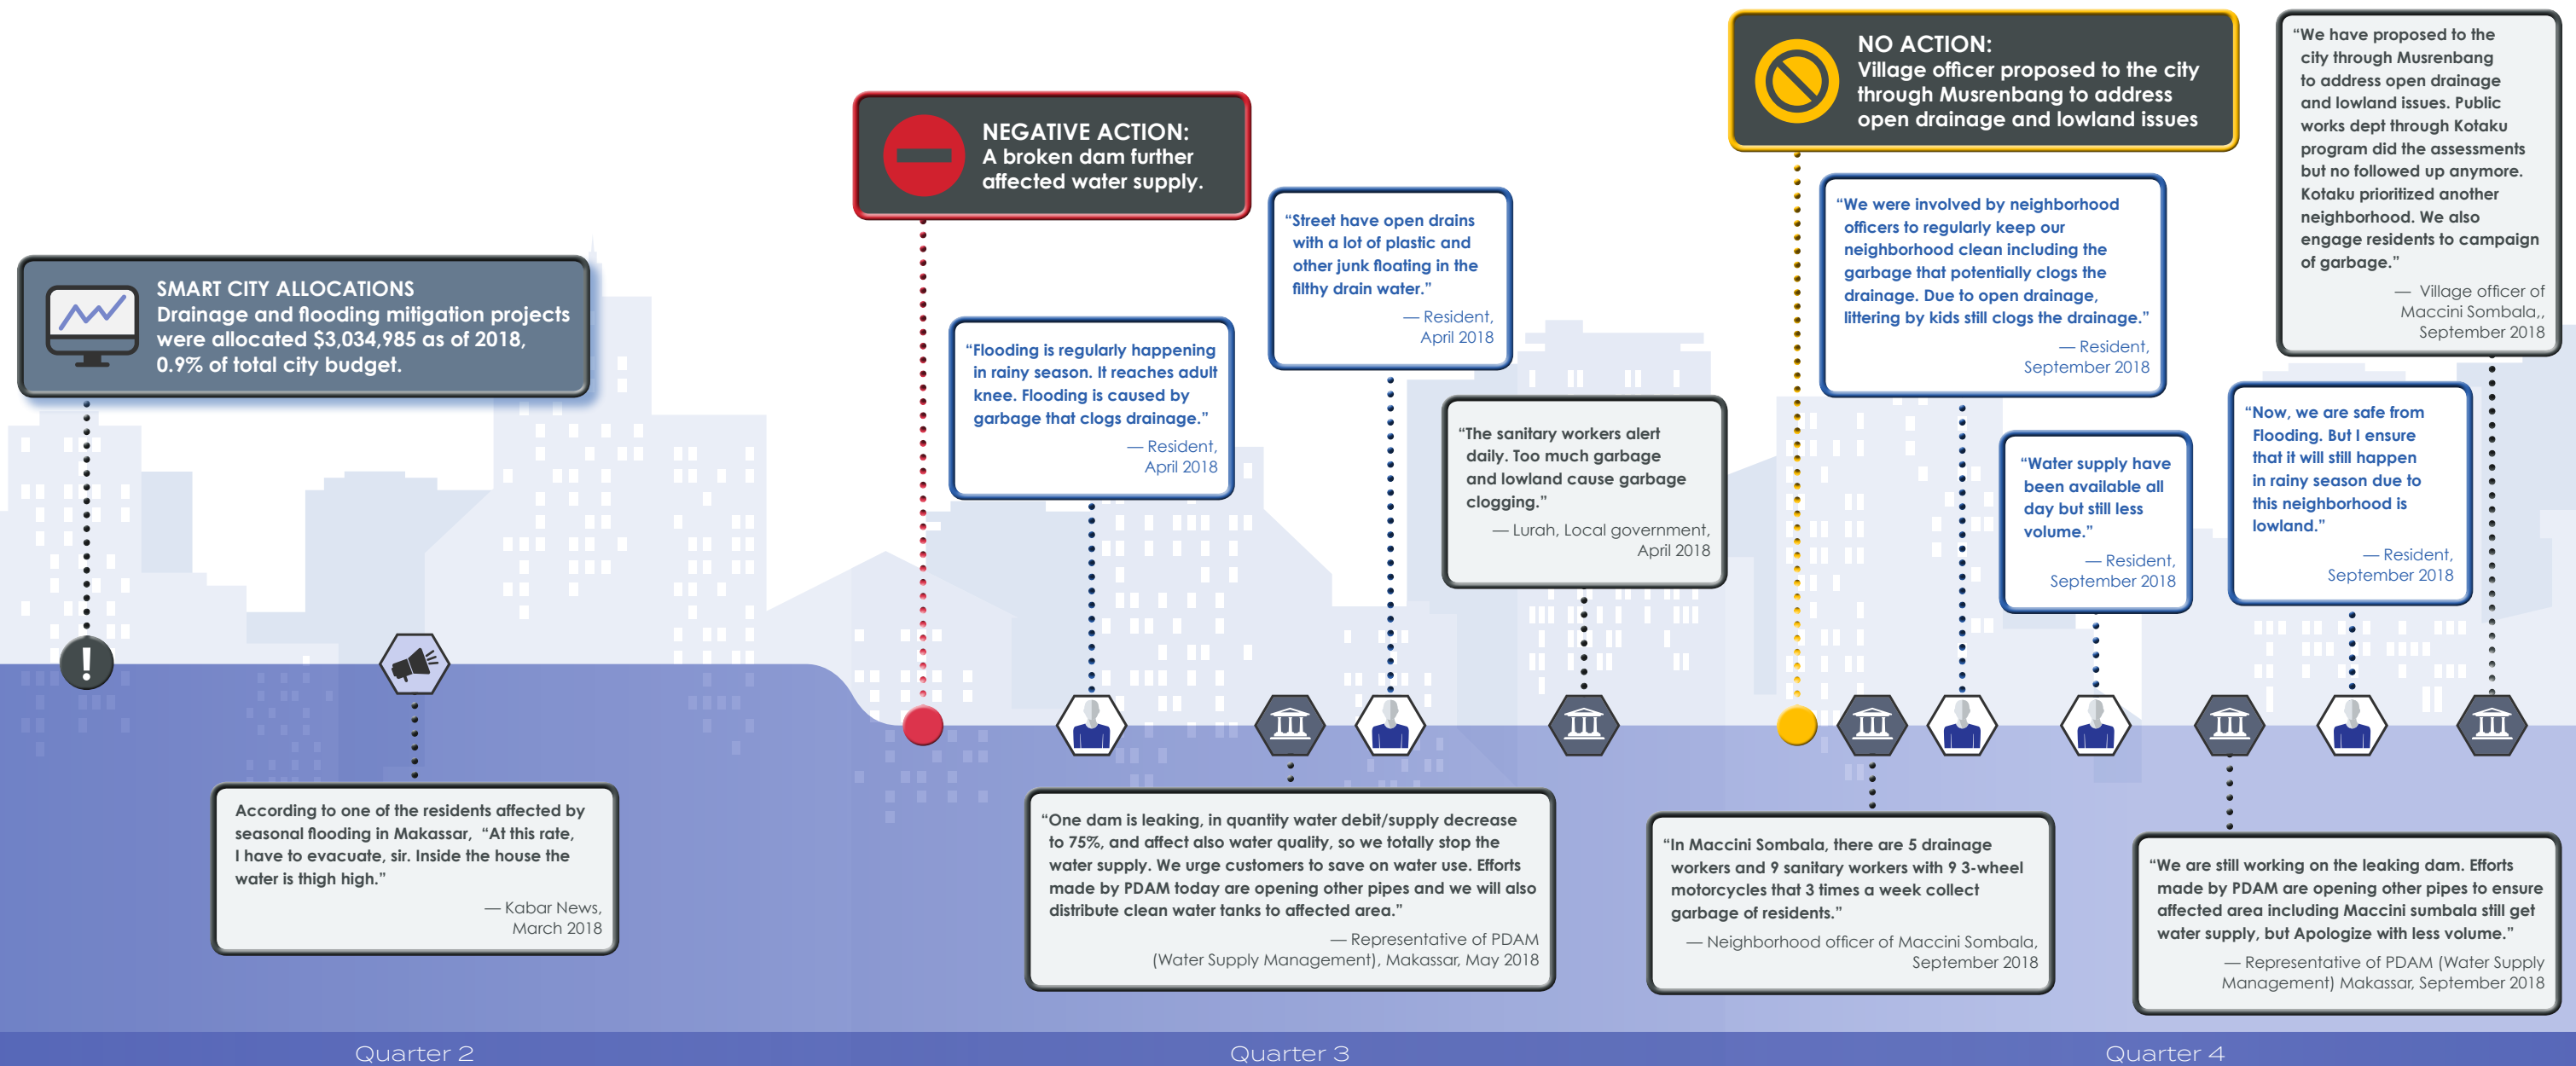 SMART CITY ALLOCATIONS
Drainage and flooding mitigation projects
were allocated $3,034,985 as of 2018,
0.9% of total city budget.
According to one of the residents affected by
seasonal flooding in Makassar,  “At this rate,
I have to evacuate, sir. Inside the house the
water is thigh high.”
— Kabar News,
March 2018
NEGATIVE ACTION:
A broken dam further
affected water supply.
“Flooding is regularly happening
in rainy season. It reaches adult
knee. Flooding is caused by
garbage that clogs drainage.”
— Resident,
April 2018
“One dam is leaking, in quantity water debit/supply decrease
to 75%, and affect also water quality, so we totally stop the
water supply. We urge customers to save on water use. Efforts
made by PDAM today are opening other pipes and we will also
distribute clean water tanks to affected area.”
— Representative of PDAM
(Water Supply Management), Makassar, May 2018
“Street have open drains
with a lot of plastic and
other junk floating in the
filthy drain water.”
— Resident,
April 2018
“The sanitary workers alert
daily. Too much garbage
and lowland cause garbage
clogging.”
— Lurah, Local government,
April 2018
NO ACTION:
Village officer proposed to the city
through Musrenbang to address
open drainage and lowland issues
“In Maccini Sombala, there are 5 drainage
workers and 9 sanitary workers with 9 3-wheel
motorcycles that 3 times a week collect
garbage of residents.”
— Neighborhood officer of Maccini Sombala,
September 2018
“We were involved by neighborhood
officers to regularly keep our
neighborhood clean including the
garbage that potentially clogs the
drainage. Due to open drainage,
littering by kids still clogs the drainage.”
— Resident,
September 2018
“Water supply have
been available all
day but still less
volume.”
— Resident,
September 2018
“We are still working on the leaking dam. Efforts
made by PDAM are opening other pipes to ensure
affected area including Maccini sumbala still get
water supply, but Apologize with less volume.”
— Representative of PDAM (Water Supply
Management) Makassar, September 2018
“Now, we are safe from
Flooding. But I ensure
that it will still happen
in rainy season due to
this neighborhood is
lowland.”
— Resident,
September 2018
“We have proposed to the
city through Musrenbang
to address open drainage
and lowland issues. Public
works dept through Kotaku
program did the assessments
but no followed up anymore.
Kotaku prioritized another
neighborhood. We also
engage residents to campaign
of garbage.”
— Village officer of
Maccini Sombala,,
September 2018
Quarter 2
Quarter 3
Quarter 4